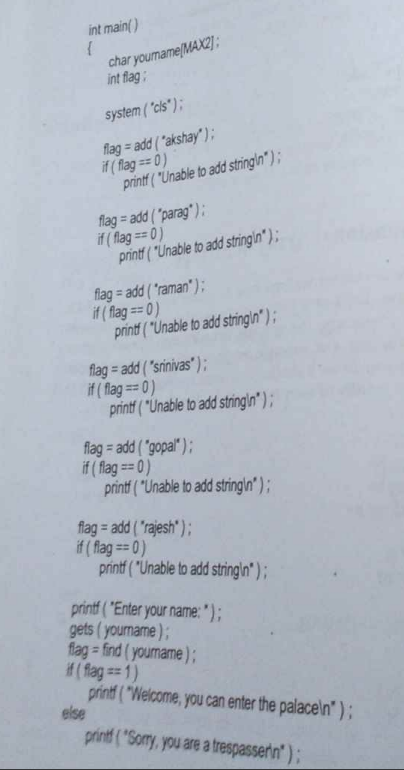 int main( )
{
char yourname[MAX2] ;
int flag ;
system ( "cls" ) ;
flag = add ( "akshay" ) ;
if ( flag == 0 )
printf ( "Unable to add string\n" ) ;
flag = add ( "parag" ) ;
if ( flag == 0 )
printf ( "Unable to add string\n" ) ;
flag = add ( "raman" ) ;
if ( flag == 0 )
printf ( "Unable to add string\n" ) ;
flag = add ( "srinivas" ) ;
if ( flag == 0 )
printf ( "Unable to add string\n" ) ;
flag = add ( "gopal" ) ;
if ( flag == 0 )
printf ( "Unable to add string\n" ) ;
flag = add ( "rajesh" ) ;
if ( flag == 0 )
printf ( "Unable to add string\n" ) ;
printf ( "Enter your name: " ) ;
gets ( yourname ) ;
flag = find ( yourname ) ;
if ( flag == 1 )
printf ( "Welcome, you can enter the palace\n" ) ;
else
printf ( "Sorry, you are a trespasser\n" ) ;